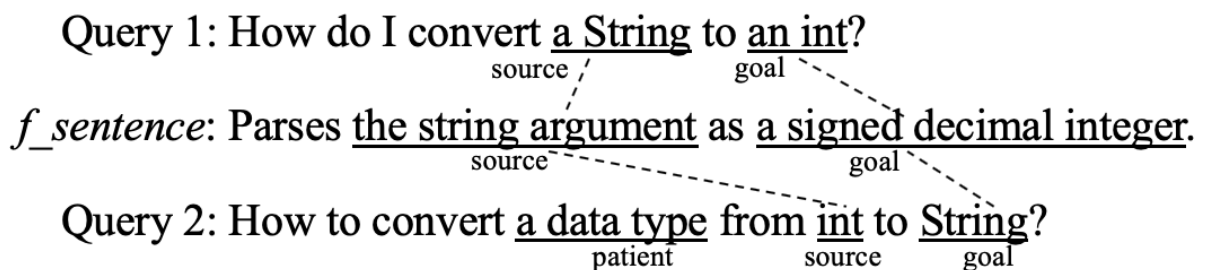 Query 1: How do I convert a String to an int?
source goal
f_sentence: Parses the string argument as a signed decimal integer.
source goal
Query 2: How to convert a data type from int to String?
patient source goal